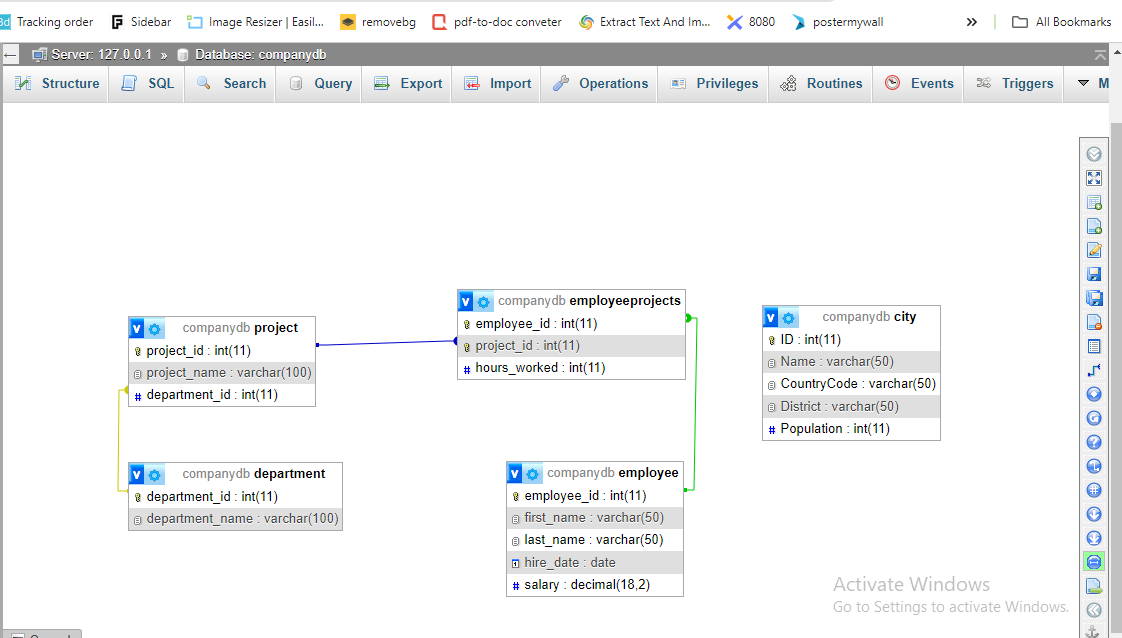 Tracking order Sidebar Image Resizer | Easil... removebg pdf-to-doc conveter Extract Text And Im... 8080 postermywall » All Bookmarks
Server: 127.0.0.1 » Database: companydb
Structure SQL Search Query Export Import Operations Privileges Routines Events Triggers M
companydb project
project_id : int(11)
project_name : varchar(100)
department_id : int(11)
companydb employeeprojects
employee_id : int(11)
project_id : int(11)
hours_worked : int(11)
companydb city
ID : int(11)
Name : varchar(50)
CountryCode : varchar(50)
District : varchar(50)
Population : int(11)
companydb department
department_id : int(11)
department_name : varchar(100)
companydb employee
employee_id : int(11)
first_name : varchar(50)
last_name : varchar(50)
hire_date : date
salary : decimal(18,2)
Activate Windows
Go to Settings to activate Windows.